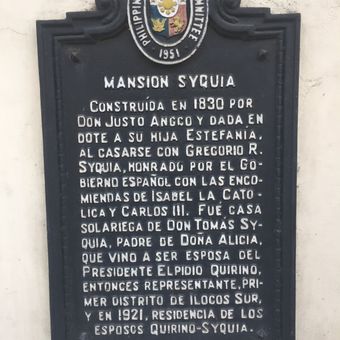 PHILIPPIN
MITTEE
1951
MANSION SYQUIA
CONSTRUÍDA EN 1830 POR
DON JUSTO ANGCO Y DADA EN
DOTE A SU HIJA ESTEFANÍA,
AL CASARSE CON GREGORIO R.
SYQUIA, HONRADO POR EL GO-
BIERNO ESPAÑOL CON LAS ENCO-
MIENDAS DE ISABEL LA CATÓ-
LICA Y CARLOS III. FUÉ CASA
SOLARIEGA DE DON TOMÁS SY-
QUIA, PADRE DE DOÑA ALICIA,
QUE VINO A SER ESPOSA DEL
PRESIDENTE ELPIDIO QUIRINO,
ENTONCES REPRESENTANTE, PRI-
MER DISTRITO DE ILOCOS SUR,
Y EN 1921, RESIDENCIA DE LOS
ESPOSOS QUIRINO-SYQUIA.